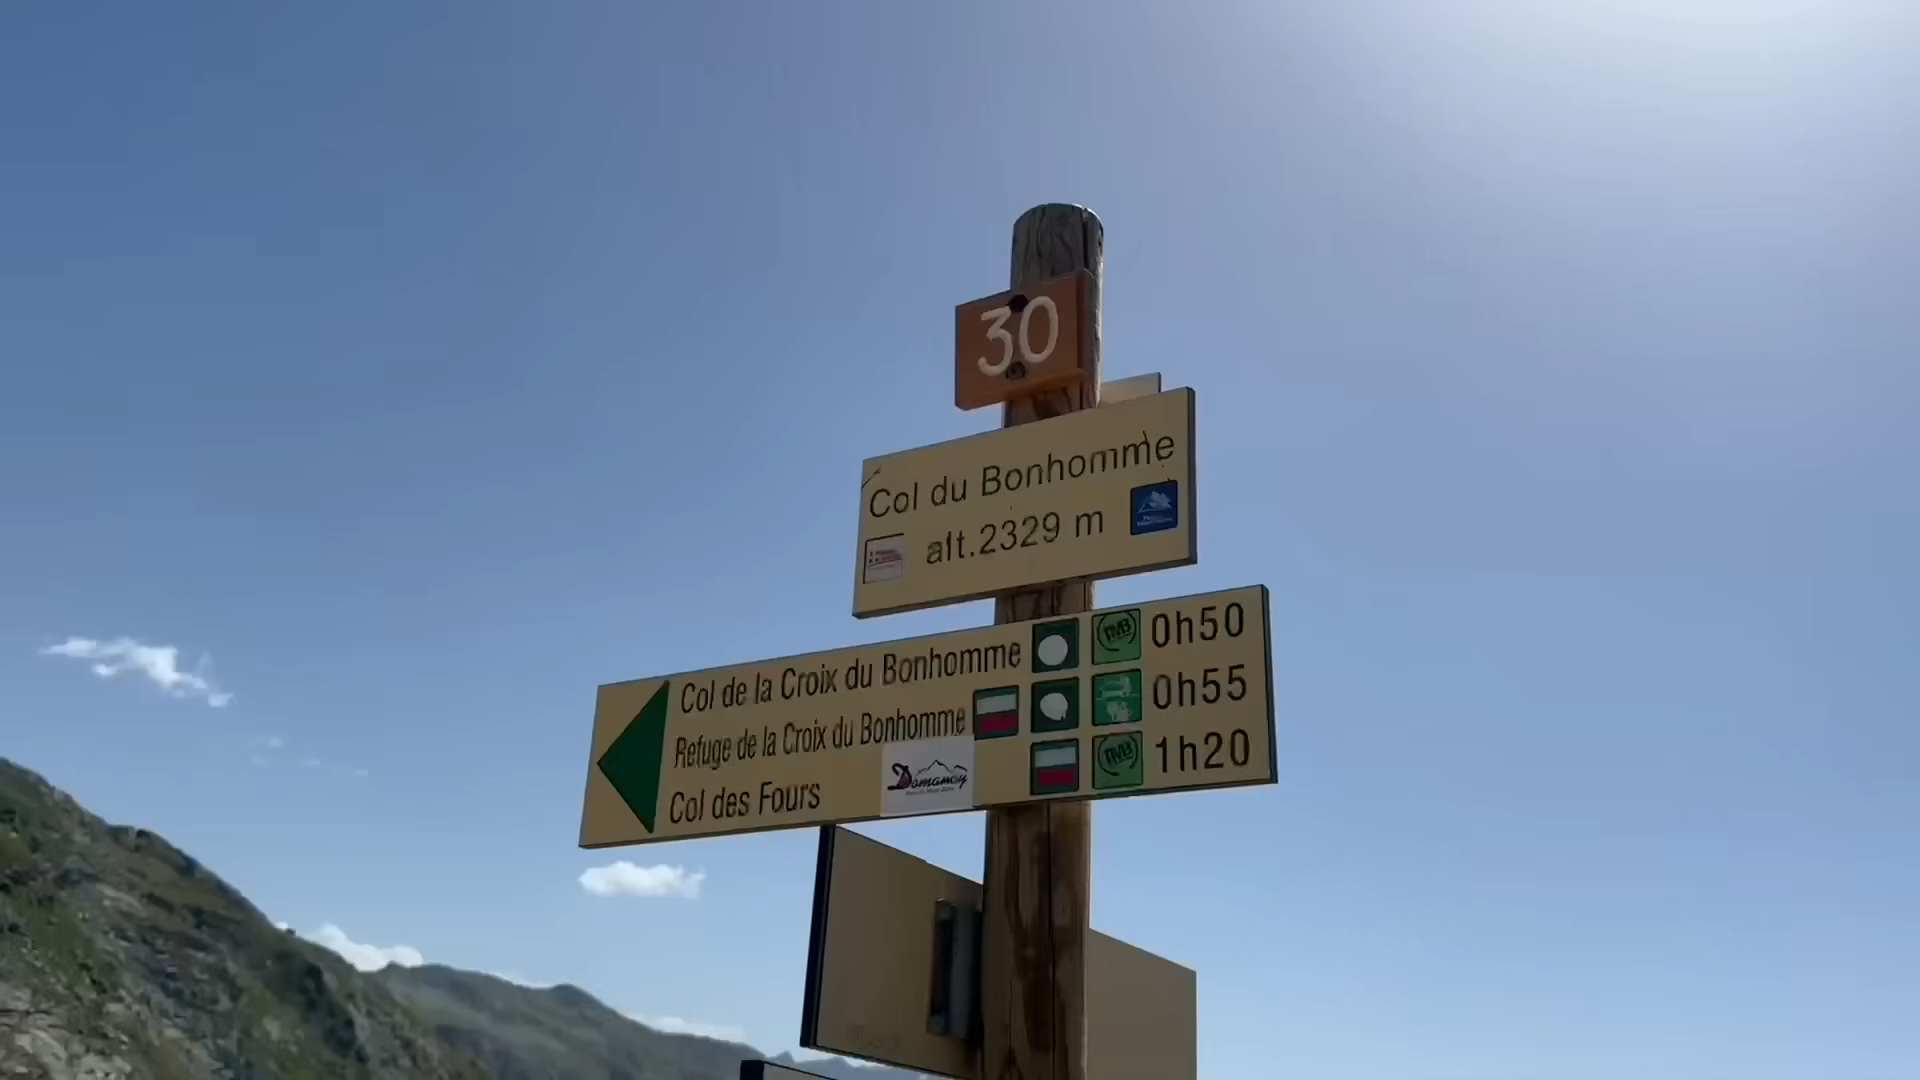 30
Col du Bonhomme
alt.2329 m
Col de la Croix du Bonhomme TMB 0h50
Refuge de la Croix du Bonhomme 0h55
Col des Fours TMB 1h20
Damamoy